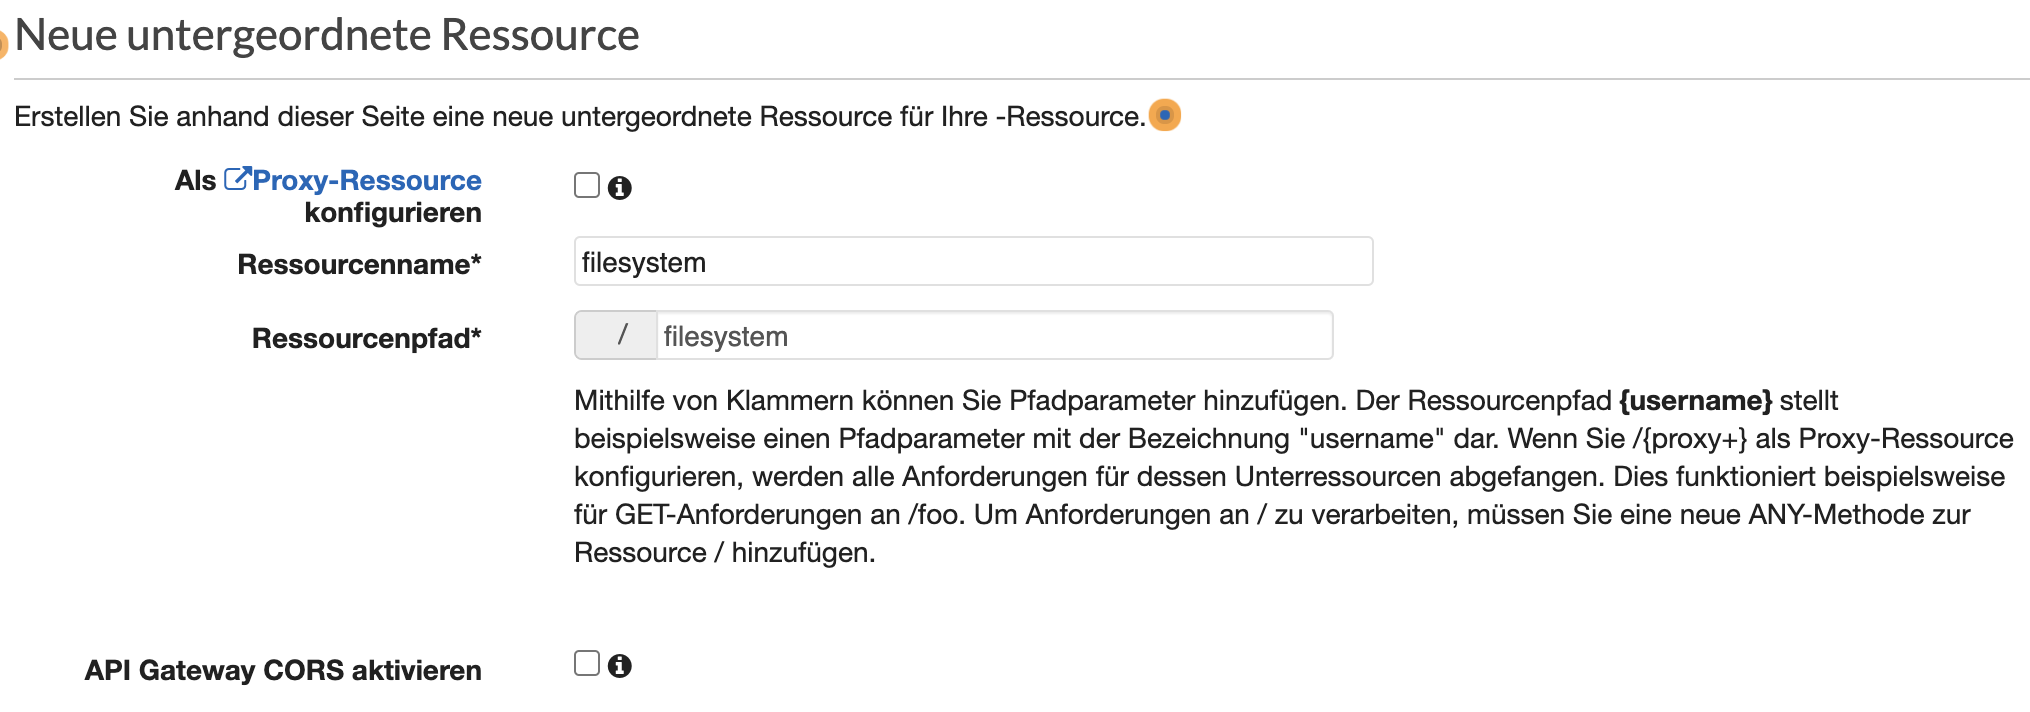 Neue untergeordnete Ressource
Erstellen Sie anhand dieser Seite eine neue untergeordnete Ressource für Ihre -Ressource.
Als Proxy-Ressource
konfigurieren
Ressourcenname*
filesystem
Ressourcenpfad*
/ filesystem
Mithilfe von Klammern können Sie Pfadparameter hinzufügen. Der Ressourcenpfad {username} stellt
beispielsweise einen Pfadparameter mit der Bezeichnung "username" dar. Wenn Sie /{proxy+} als Proxy-Ressource
konfigurieren, werden alle Anforderungen für dessen Unterressourcen abgefangen. Dies funktioniert beispielsweise
für GET-Anforderungen an /foo. Um Anforderungen an / zu verarbeiten, müssen Sie eine neue ANY-Methode zur
Ressource / hinzufügen.
API Gateway CORS aktivieren